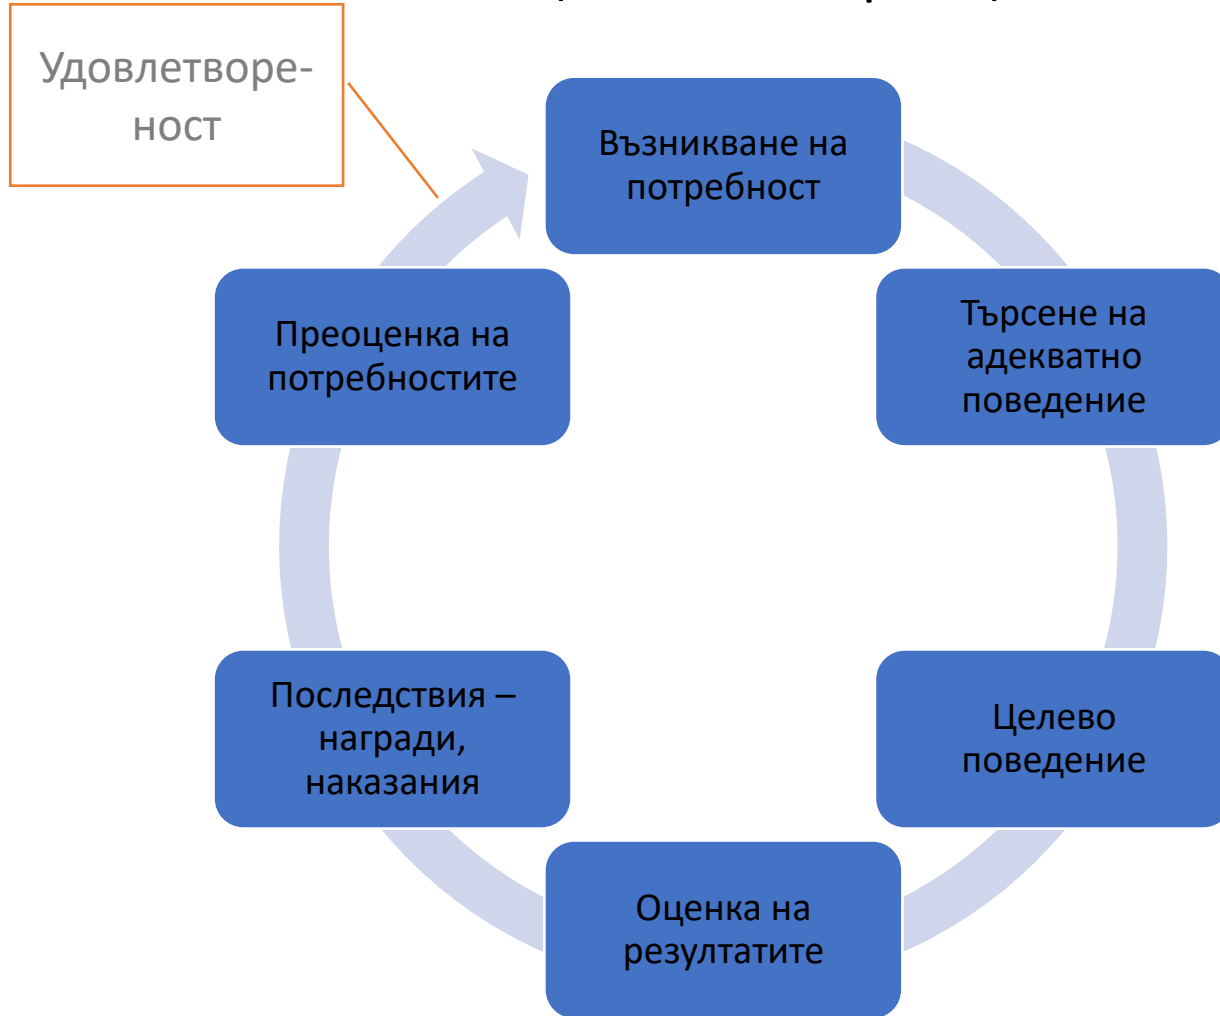 Удовлетворе-
ност
Възникване на
потребност
Търсене на
адекватно
поведение
Целево
поведение
Оценка на
резултатите
Последствия –
награди,
наказания
Преоценка на
потребностите